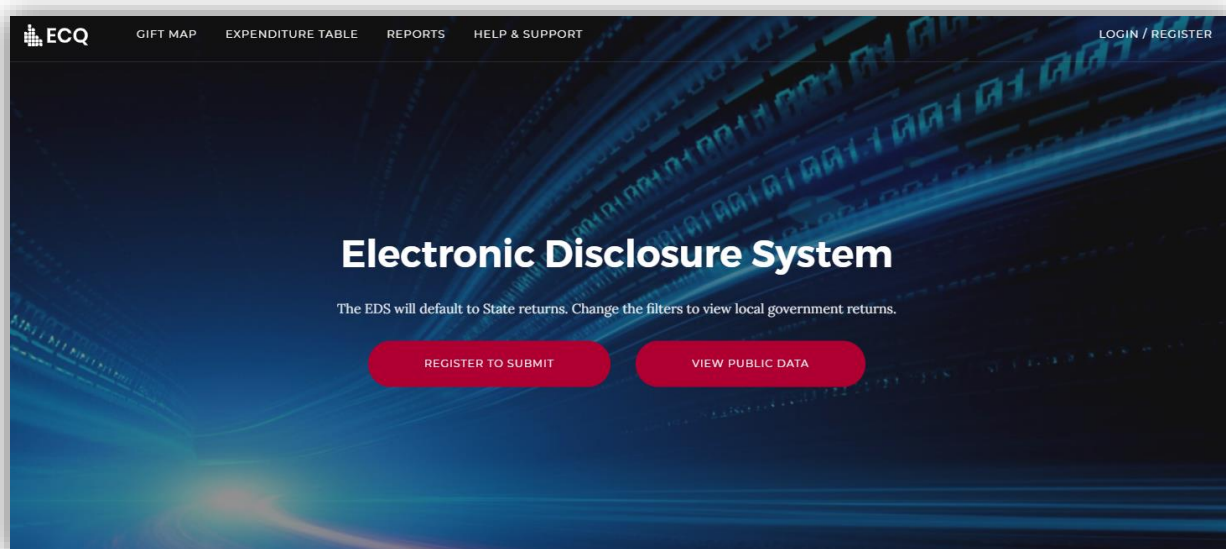 ECQ
GIFT MAP
EXPENDITURE TABLE
REPORTS
HELP & SUPPORT
LOGIN / REGISTER
Electronic Disclosure System
The EDS will default to State returns. Change the filters to view local government returns.
REGISTER TO SUBMIT
VIEW PUBLIC DATA